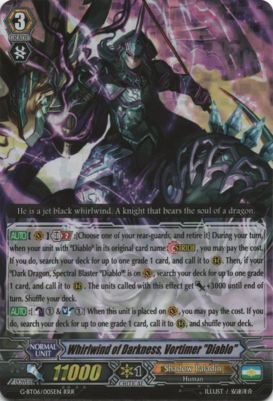 3
GRADE
He is a jet black whirlwind. A knight that bears the soul of a dragon.
AUTO (Choose one of your rear-guards, and retire it) During your turn,
when your unit with "Diablo" in its original card name, you may pay the cost.
If you do, search your deck for up to one grade 1 card, and call it to. Then, if your
"Dark Dragon, Spectral Blaster "Diablo"" is on, search your deck for up to one grade
1 card, and call it to. The units called with this effect get +3000 until end of
turn. Shuffle your deck.
AUTO When this unit is placed on, you may pay the cost. If you do,
search your deck for up to one grade 1 card, and call it to, and shuffle your deck.
NORMAL UNIT
Whirlwind of Darkness, Vortimer "Diablo"
11000
1
CRITICAL
Shadow Paladin
Human
G-BT06/005EN RRR
ILLUST /